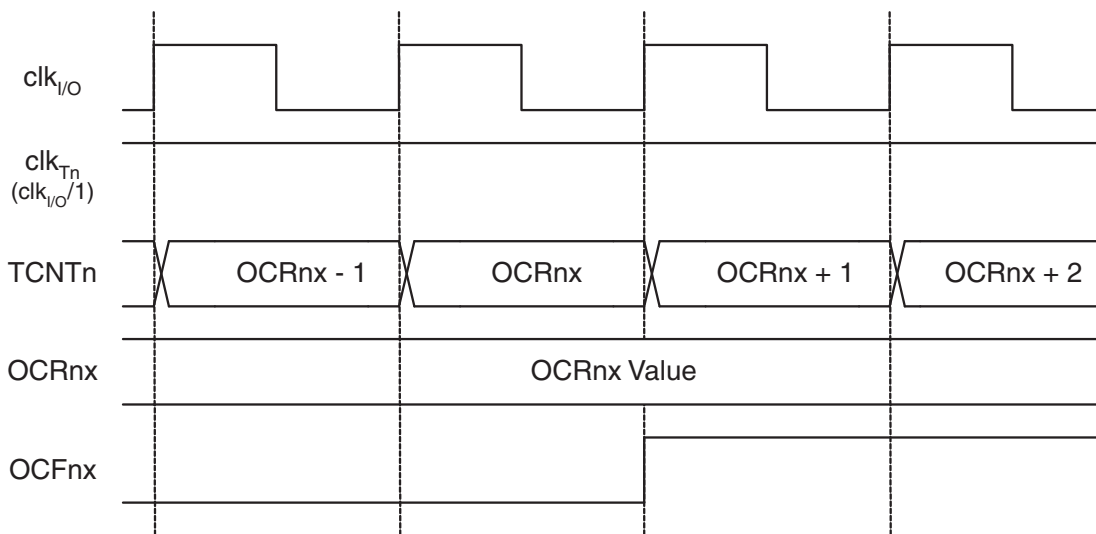 clkI/O
clkTn
(clkI/O/1)
TCNTn
OCRnx - 1
OCRnx
OCRnx + 1
OCRnx + 2
OCRnx
OCRnx Value
OCFnx